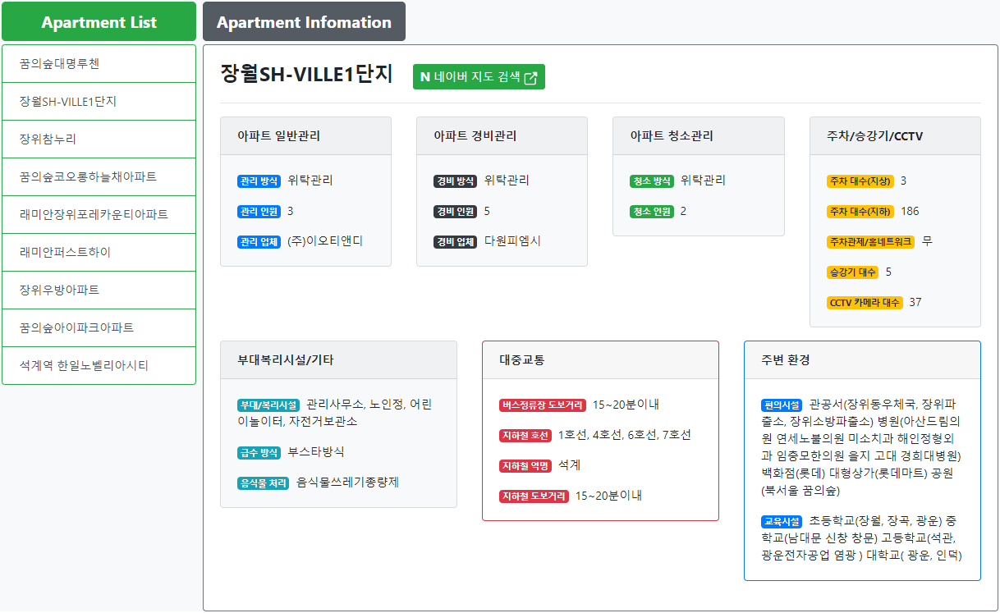 Apartment List
꿈의숲대명루첸
장월SH-VILLE1단지
장위참누리
꿈의숲코오롱하늘채아파트
래미안장위포레카운티아파트
래미안퍼스트하이
장위우방아파트
꿈의숲아이파크아파트
석계역 한일노벨리아시티
Apartment Infomation
장월SH-VILLE1단지
N 네이버 지도 검색
아파트 일반관리
관리 방식 위탁관리
관리 인원 3
관리 업체 (주)이오티앤디
아파트 경비관리
경비 방식 위탁관리
경비 인원 5
경비 업체 다원피엠시
아파트 청소관리
청소 방식 위탁관리
청소 인원 2
주차/승강기/CCTV
주차 대수(지상) 3
주차 대수(지하) 186
주차관제/홈네트워크 무
승강기 대수 5
CCTV 카메라 대수 37
부대복리시설/기타
부대/복리시설 관리사무소, 노인정, 어린
이놀이터, 자전거보관소
급수 방식 부스타방식
음식물 처리 음식물쓰레기종량제
대중교통
버스정류장 도보거리 15~20분이내
지하철 호선 1호선, 4호선, 6호선, 7호선
지하철 역명 석계
지하철 도보거리 15~20분이내
주변 환경
편의시설 관공서(장위동우체국, 장위파
출소, 장위소방파출소) 병원(아산드림의
원 연세노블의원 미소치과 해인정형외
과 임종모한의원 을지 고대 경희대병원)
백화점(롯데) 대형상가(롯데마트) 공원
(북서울 꿈의숲)
교육시설 초등학교(장월, 장곡, 광운) 중
학교(남대문 신창 창문) 고등학교(석관,
광운전자공업 염광 ) 대학교( 광운, 인덕)